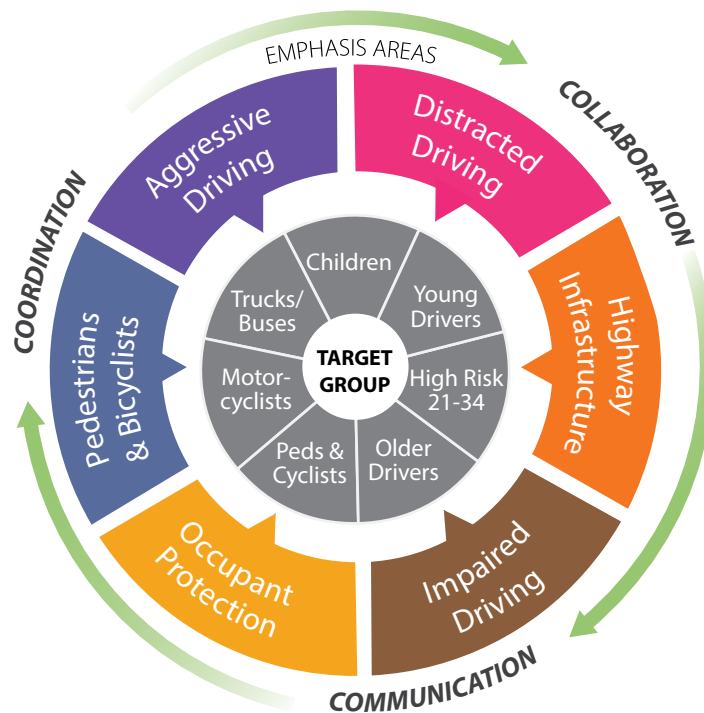 EMPHASIS AREAS
COLLABORATION
COMMUNICATION
COORDINATION
Aggressive
Driving
Distracted
Driving
Highway
Infrastructure
Impaired
Driving
Occupant
Protection
Pedestrians
& Bicyclists
Children
Young
Drivers
High Risk
21-34
Older
Drivers
Peds &
Cyclists
Motor-
cyclists
Trucks/
Buses
TARGET
GROUP